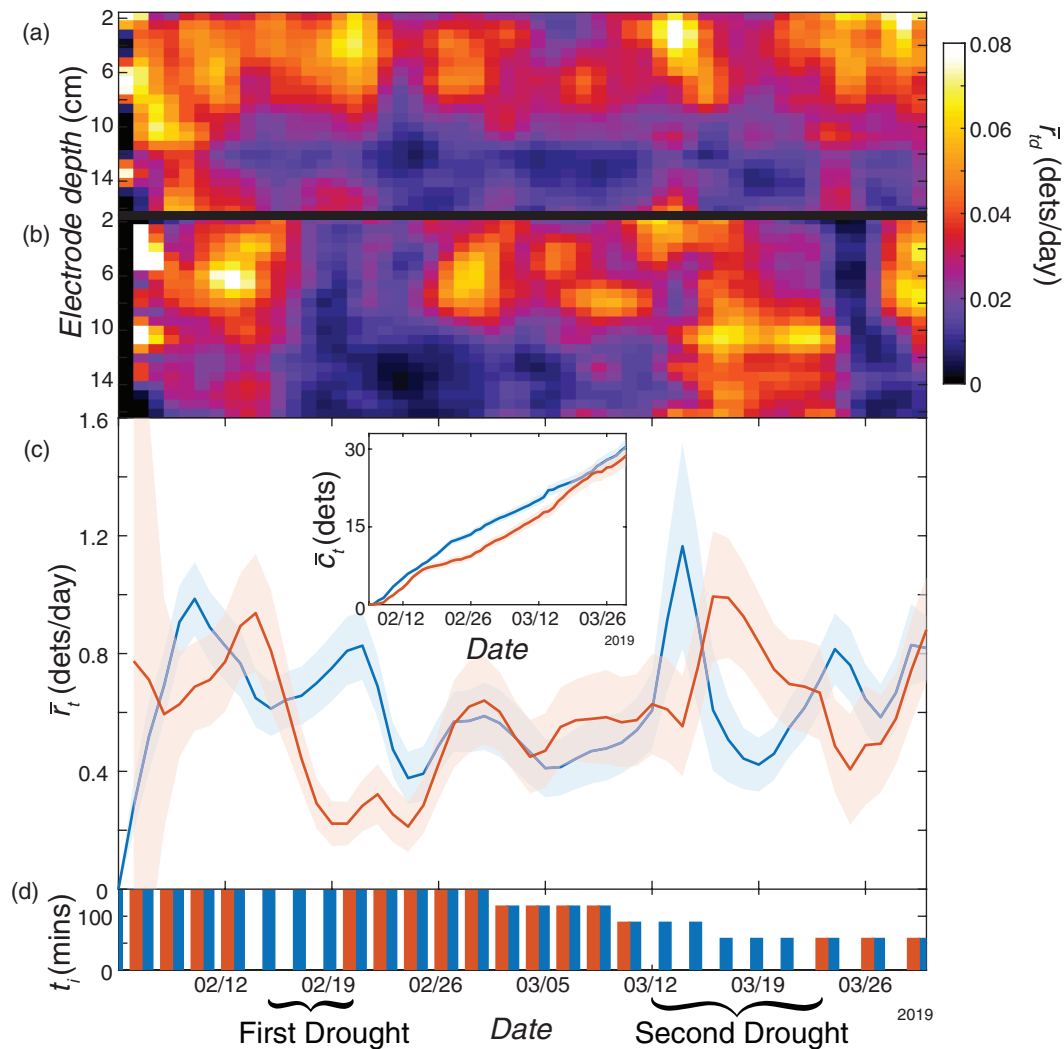 (a)
2
6
10
14
Electrode depth (cm)
(b)
2
6
10
14
0.08
0.06
0.04
0.02
0
r̄td (dets/day)
(c)
1.6
1.2
0.8
0.4
0
r̄t (dets/day)
30
15
0
c̄t (dets)
02/12
02/26
03/12
03/26
Date
2019
(d)
100
0
ti (mins)
02/12
02/19
02/26
03/05
03/12
03/19
03/26
2019
First Drought
Date
Second Drought